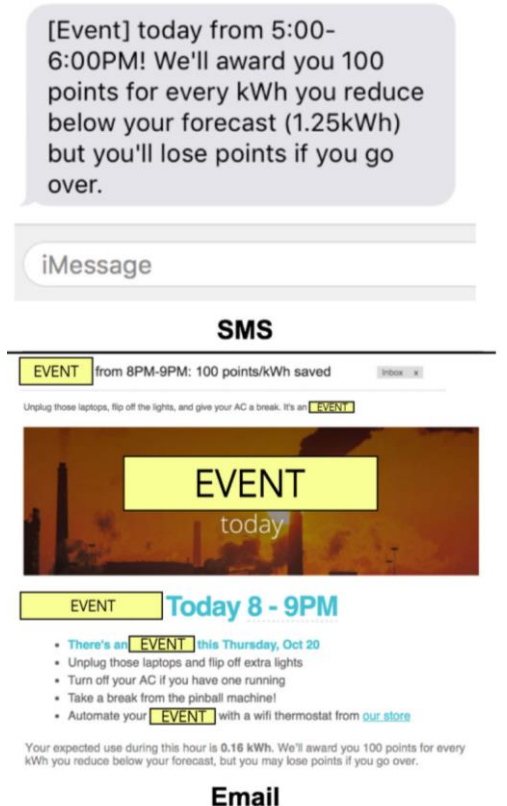 [Event] today from 5:00-
6:00PM! We'll award you 100
points for every kWh you reduce
below your forecast (1.25kWh)
but you'll lose points if you go
over.
iMessage
SMS
EVENT from 8PM-9PM: 100 points/kWh saved Inbox x
Unplug those laptops, flip off the lights, and give your AC a break. It's an EVENT
EVENT
today
EVENT Today 8 - 9PM
• There's an EVENT this Thursday, Oct 20
• Unplug those laptops and flip off extra lights
• Turn off your AC if you have one running
• Take a break from the pinball machine!
• Automate your EVENT with a wifi thermostat from our store
Your expected use during this hour is 0.16 kWh. We'll award you 100 points for every
kWh you reduce below your forecast, but you may lose points if you go over.
Email